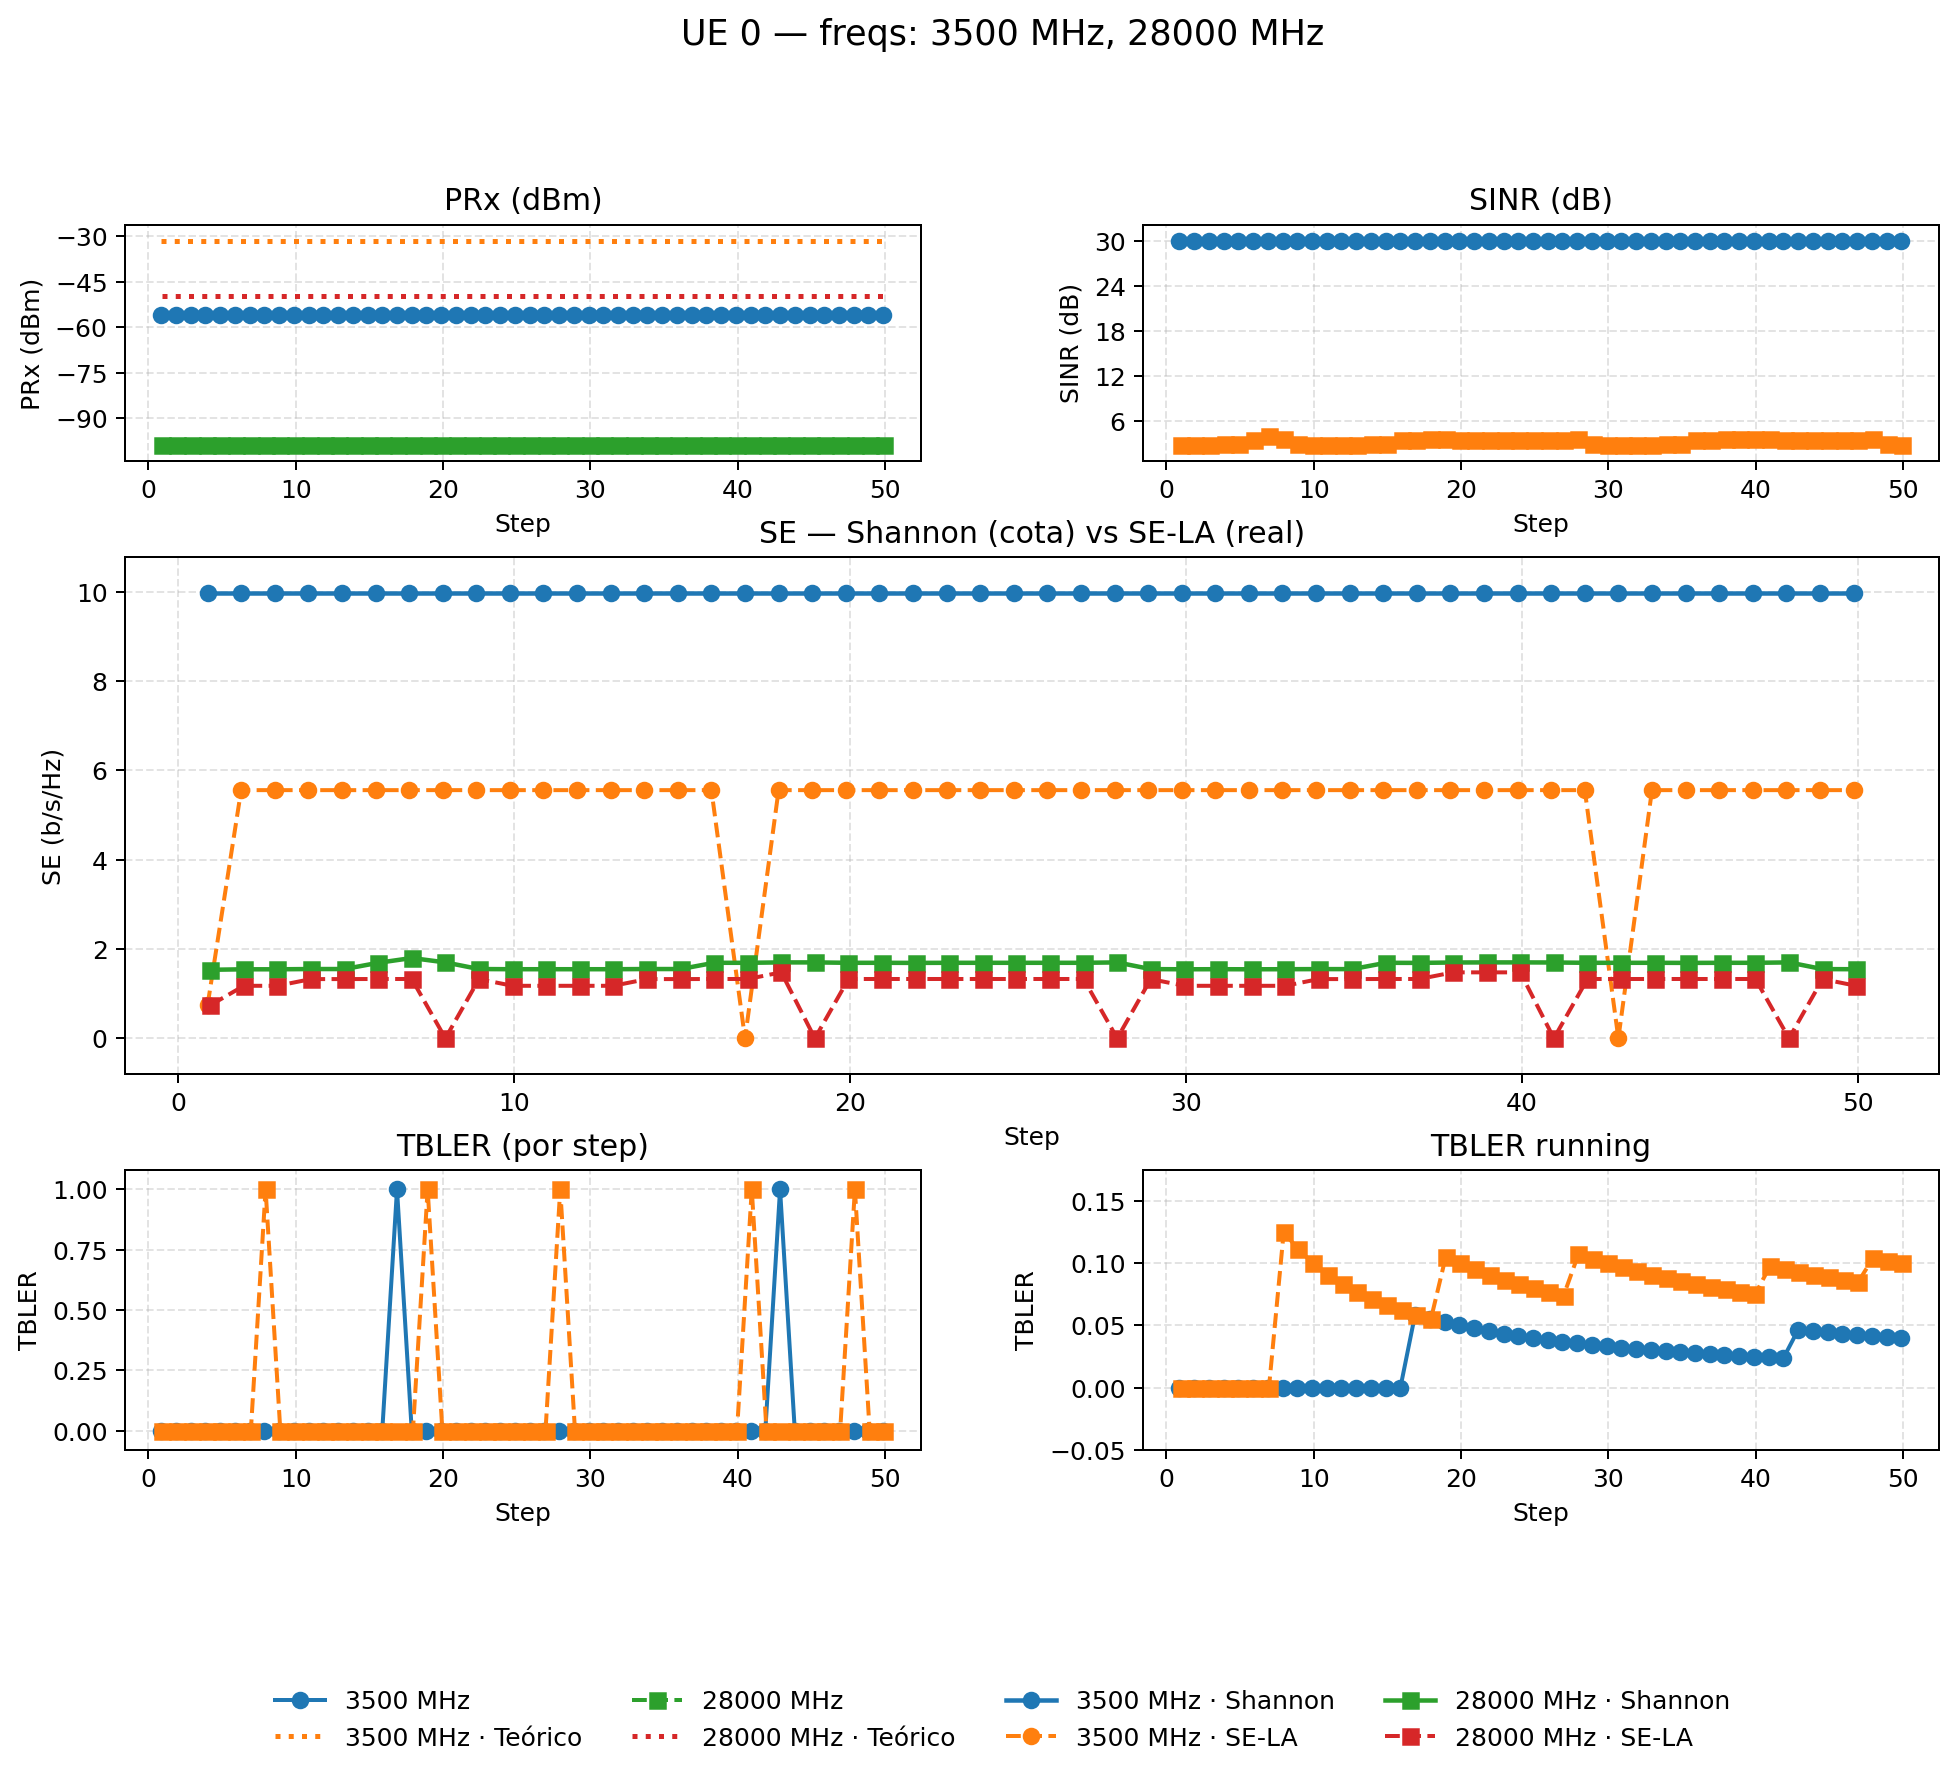 UE 0 — freqs: 3500 MHz, 28000 MHz
PRx (dBm)
PRx (dBm)
−30
−45
−60
−75
−90
0 10 20 30 40 50
Step
SINR (dB)
SINR (dB)
30
24
18
12
6
0 10 20 30 40 50
Step
SE — Shannon (cota) vs SE-LA (real)
SE (b/s/Hz)
10
8
6
4
2
0
0 10 20 30 40 50
Step
TBLER (por step)
TBLER
1.00
0.75
0.50
0.25
0.00
0 10 20 30 40 50
Step
TBLER running
TBLER
0.15
0.10
0.05
0.00
−0.05
0 10 20 30 40 50
Step
3500 MHz
3500 MHz · Teórico
28000 MHz
28000 MHz · Teórico
3500 MHz · Shannon
3500 MHz · SE-LA
28000 MHz · Shannon
28000 MHz · SE-LA